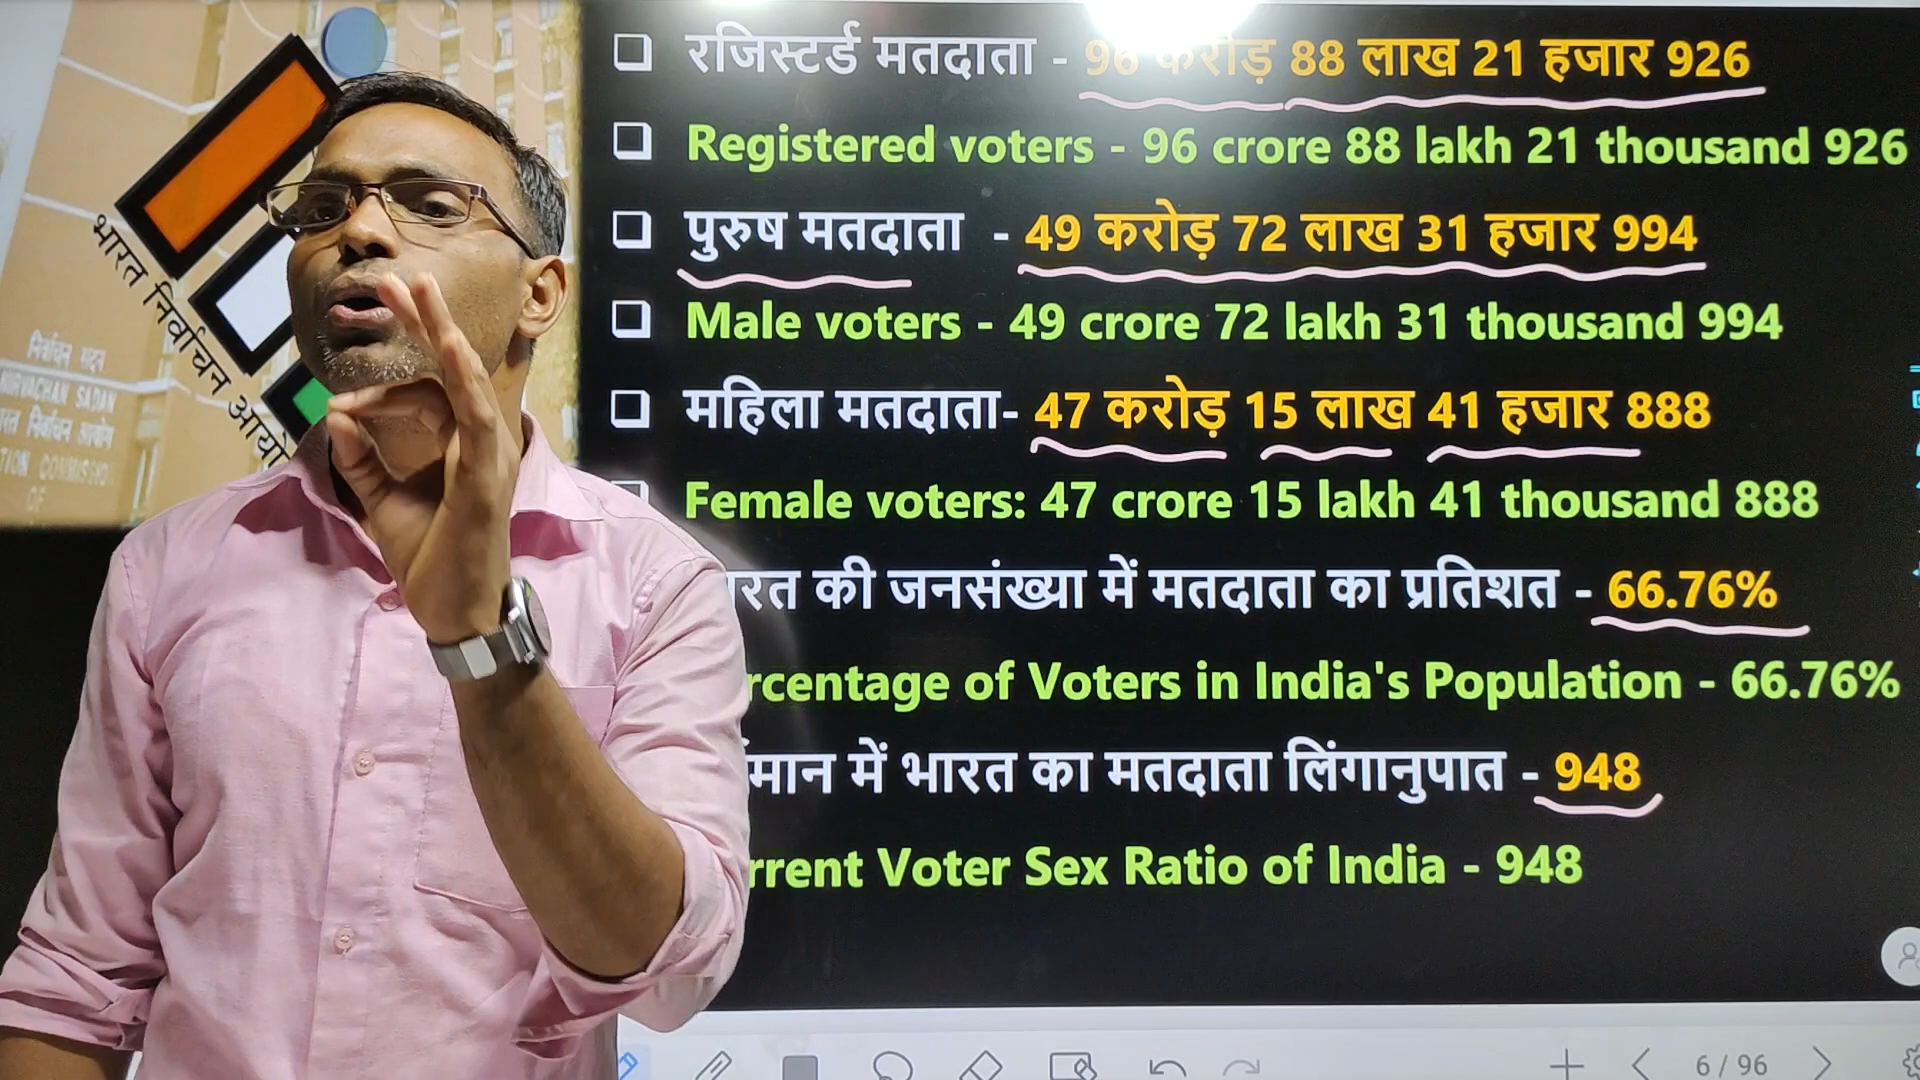 भारत निर्वाचन आयो
निर्वाचन सदन
NIRVACHAN SADAN
रजिस्टर्ड मतदाता - 96 करोड़ 88 लाख 21 हजार 926
Registered voters - 96 crore 88 lakh 21 thousand 926
पुरुष मतदाता - 49 करोड़ 72 लाख 31 हजार 994
Male voters - 49 crore 72 lakh 31 thousand 994
महिला मतदाता- 47 करोड़ 15 लाख 41 हजार 888
Female voters: 47 crore 15 lakh 41 thousand 888
रत की जनसंख्या में मतदाता का प्रतिशत - 66.76%
rcentage of Voters in India's Population - 66.76%
मान में भारत का मतदाता लिंगानुपात - 948
rrent Voter Sex Ratio of India - 948
6 / 96